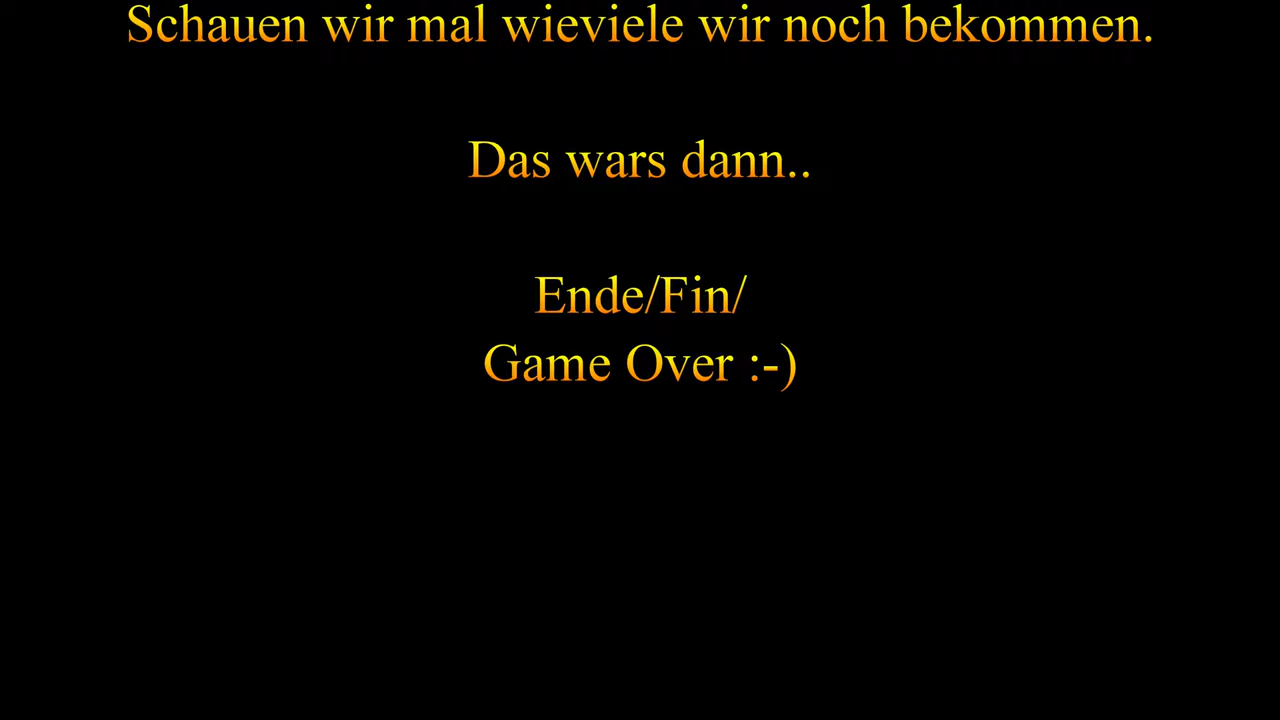 Schauen wir mal wieviele wir noch bekommen.
Das wars dann..
Ende/Fin/
Game Over :-)